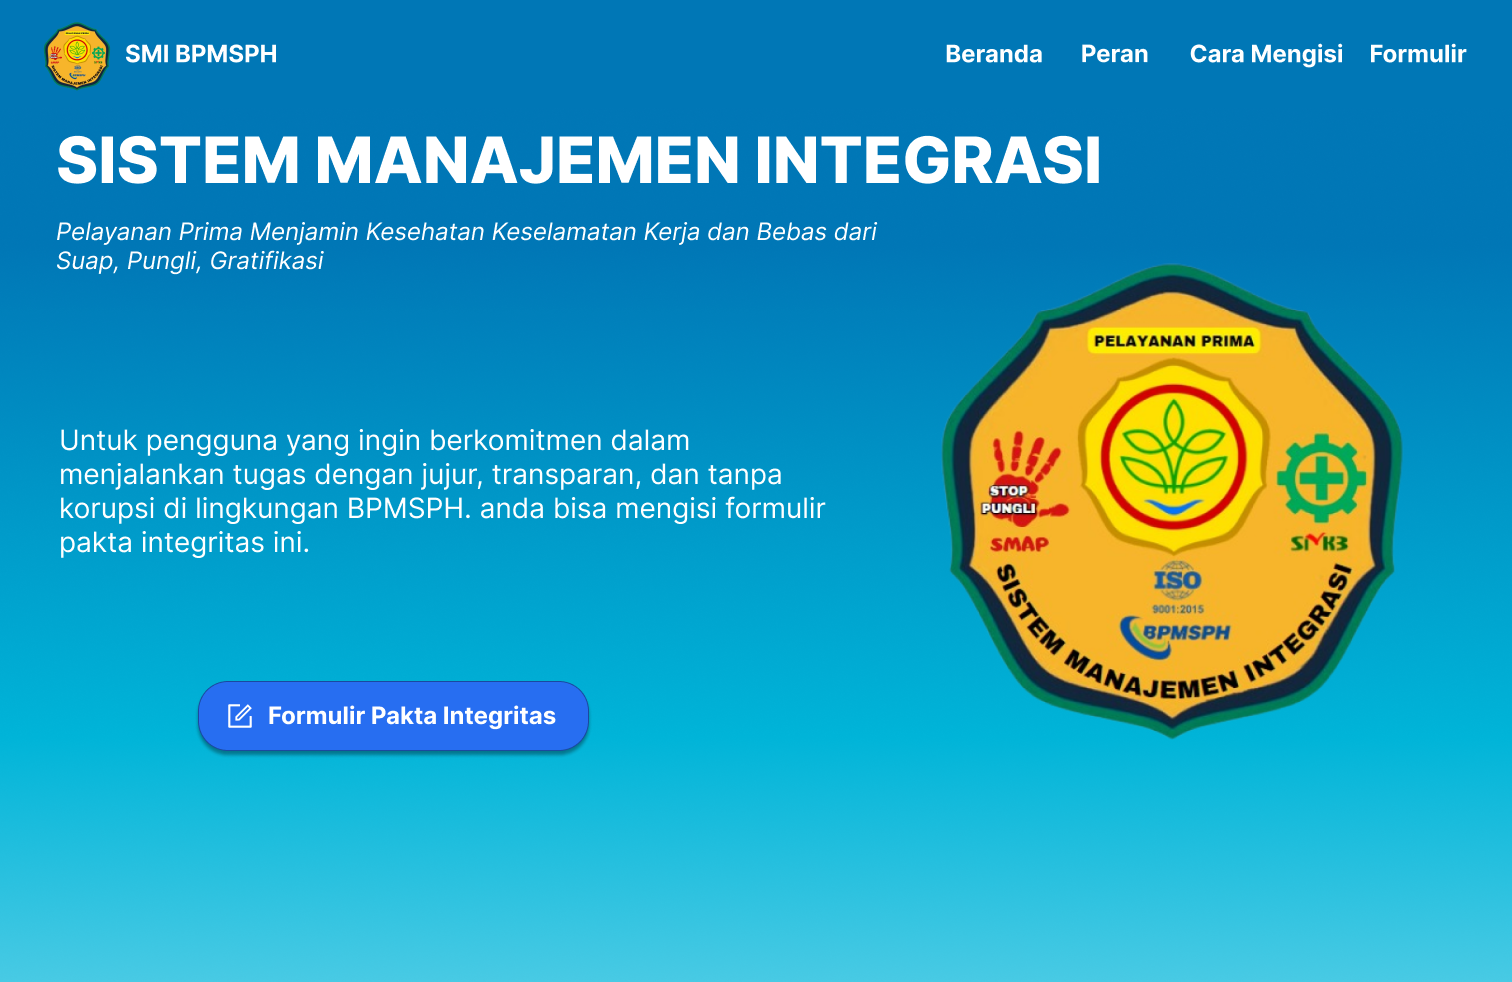 SMI BPMSPH
Beranda
Peran
Cara Mengisi
Formulir
SISTEM MANAJEMEN INTEGRASI
Pelayanan Prima Menjamin Kesehatan Keselamatan Kerja dan Bebas dari
Suap, Pungli, Gratifikasi
Untuk pengguna yang ingin berkomitmen dalam
menjalankan tugas dengan jujur, transparan, dan tanpa
korupsi di lingkungan BPMSPH. anda bisa mengisi formulir
pakta integritas ini.
Formulir Pakta Integritas
PELAYANAN PRIMA
STOP
PUNGLI
SMAP
SMK3
ISO
9001:2015
BPMSPH
SISTEM MANAJEMEN INTEGRASI